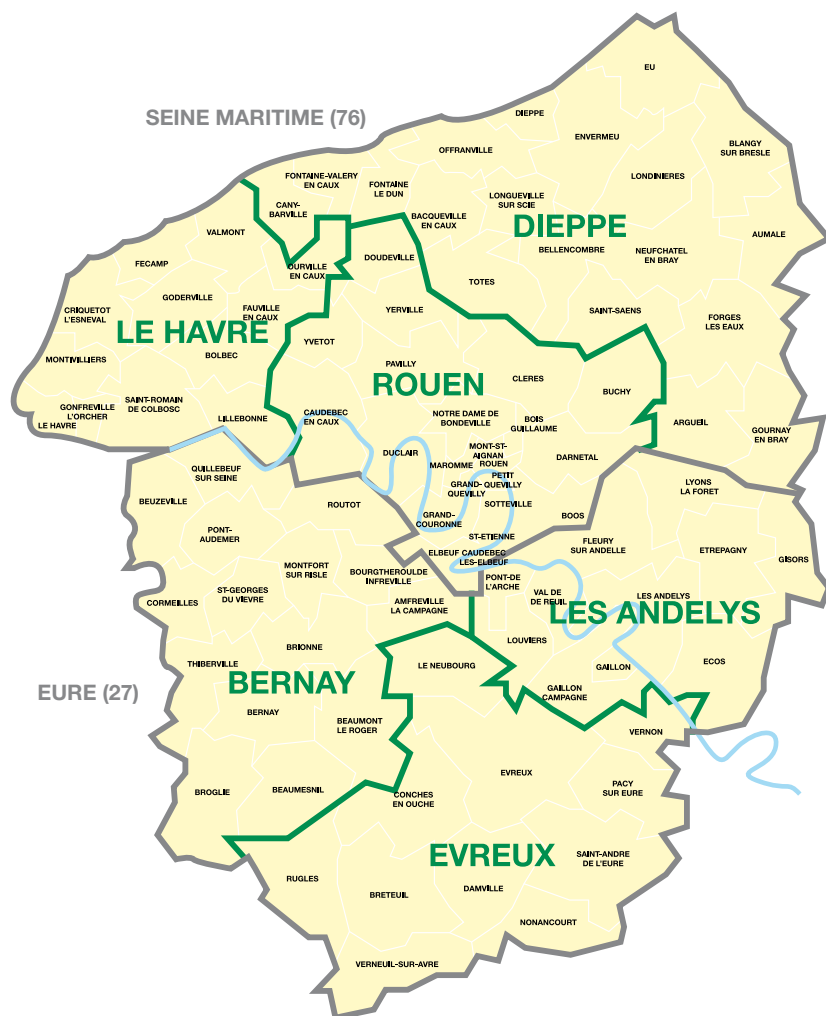 EU
DIEPPE
SEINE MARITIME (76)
ENVERMEU
OFFRANVILLE
BLANGY
SUR BRESLE
FONTAINE-VALERY
EN CAUX
FONTAINE
LE DUN
LONDINIERES
LONGUEVILLE
SUR SCIE
CANY-
BARVILLE
BACQUEVILLE
EN CAUX
DIEPPE
VALMONT
AUMALE
BELLENCOMBRE
NEUFCHATEL
EN BRAY
DOUDEVILLE
FECAMP
OURVILLE
EN CAUX
TOTES
GODERVILLE
CRIQUETOT
L'ESNEVAL
FAUVILLE
EN CAUX
YERVILLE
SAINT-SAENS
FORGES
LES EAUX
LE HAVRE
YVETOT
BOLBEC
MONTIVILLIERS
PAVILLY
ROUEN
CLERES
BUCHY
SAINT-ROMAIN
DE COLBOSC
GONFREVILLE
L'ORCHER
LE HAVRE
LILLEBONNE
CAUDEBEC
EN CAUX
NOTRE DAME DE
BONDEVILLE
BOIS
GUILLAUME
ARGUEIL
GOURNAY
EN BRAY
DUCLAIR
MONT-ST-
AIGNAN
ROUEN
MAROMME
DARNETAL
PETIT
QUEVILLY
GRAND-
QUEVILLY
QUILLEBEUF
SUR SEINE
LYONS
LA FORET
BEUZEVILLE
ROUTOT
SOTTEVILLE
GRAND-
COURONNE
BOOS
PONT-
AUDEMER
ST-ETIENNE
FLEURY
SUR ANDELLE
ETREPAGNY
GISORS
ELBEUF
CAUDEBEC
LES-ELBEUF
MONTFORT
SUR RISLE
BOURGTHEROULDE
INFREVILLE
PONT-DE
L'ARCHE
ST-GEORGES
DU VIEVRE
VAL DE
DE REUIL
LES ANDELYS
CORMEILLES
AMFREVILLE
LA CAMPAGNE
LES ANDELYS
LOUVIERS
BRIONNE
THIBERVILLE
LE NEUBOURG
GAILLON
ECOS
BERNAY
EURE (27)
GAILLON
CAMPAGNE
BERNAY
BEAUMONT
LE ROGER
VERNON
EVREUX
PACY
SUR EURE
BROGLIE
BEAUMESNIL
CONCHES
EN OUCHE
EVREUX
SAINT-ANDRE
DE L'EURE
RUGLES
BRETEUIL
DAMVILLE
NONANCOURT
VERNEUIL-SUR-AVRE